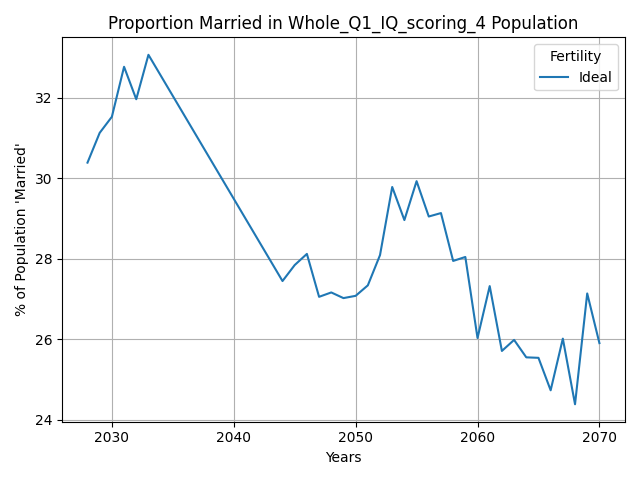 Proportion Married in Whole_Q1_IQ_scoring_4 Population
Fertility
Ideal
% of Population 'Married'
32
30
28
26
24
2030 2040 2050 2060 2070
Years